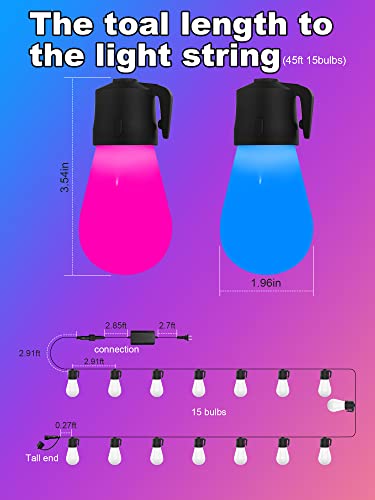 The toal length to
the light string (45ft 15bulbs)
3.54in
1.96in
2.85ft
2.7ft
connection
2.91ft
2.91ft
15 bulbs
0.27ft
Tall end